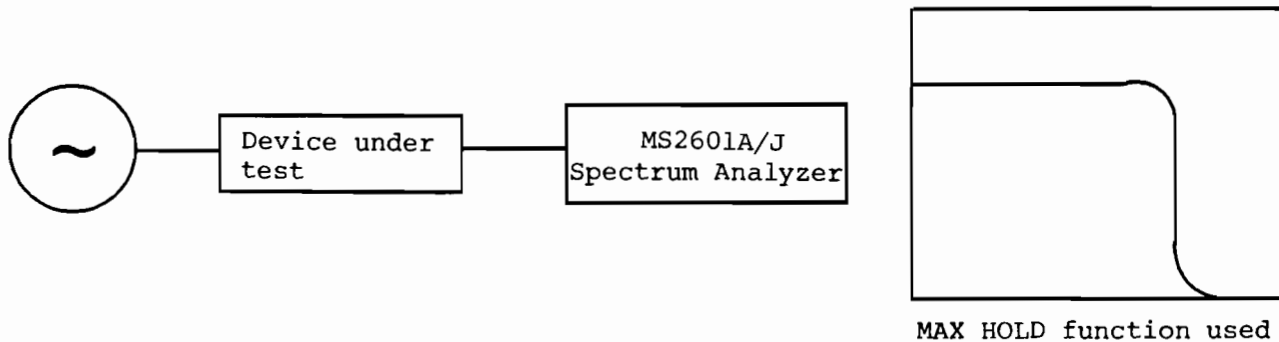 ~
Device under
test
MS2601A/J
Spectrum Analyzer
MAX HOLD function used